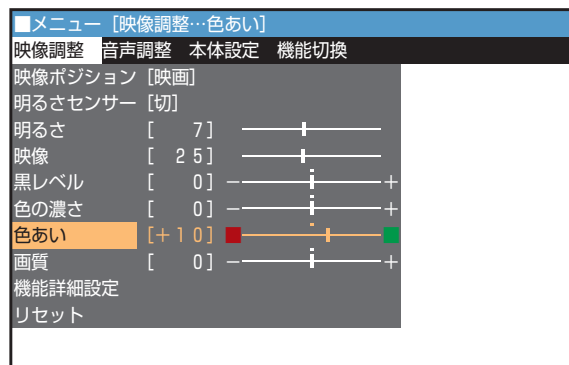 ■メニュー [映像調整…色あい]
映像調整 音声調整 本体設定 機能切換
映像ポジション [映画]
明るさセンサー [切]
明るさ [ 7]
映像 [ 25]
黒レベル [ 0] − +
色の濃さ [ 0] − +
色あい [+10]
画質 [ 0] − +
機能詳細設定
リセット